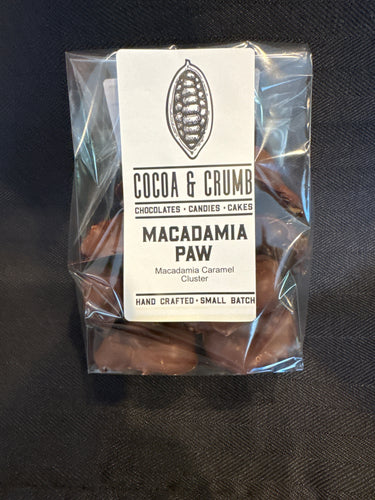 COCOA & CRUMB
CHOCOLATES • CANDIES • CAKES
MACADAMIA
PAW
Macadamia Caramel
Cluster
HAND CRAFTED • SMALL BATCH